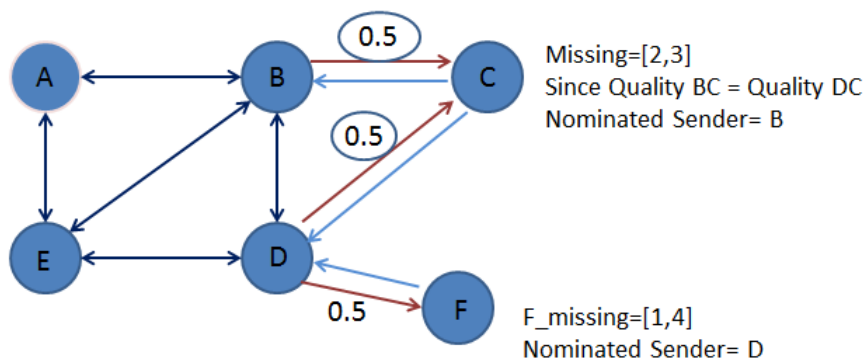 0.5
A
B
C
Missing=[2,3]
Since Quality BC = Quality DC
Nominated Sender= B
0.5
E
D
0.5
F
F_missing=[1,4]
Nominated Sender= D